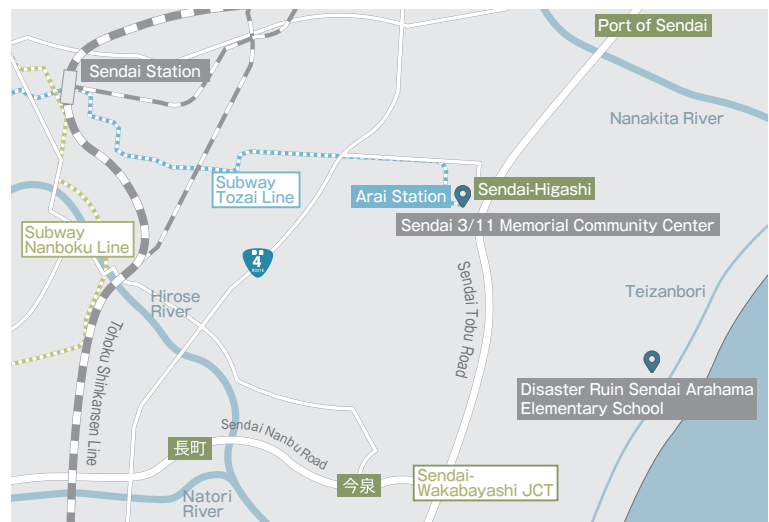 Port of Sendai
Sendai Station
Nanakita River
Subway
Tozai Line
Arai Station
Sendai-Higashi
Sendai 3/11 Memorial Community Center
Subway
Nanboku Line
4
ROUTE
Hirose
River
Sendai Tobu Road
Teizanbori
Tohoku Shinkansen Line
Disaster Ruin Sendai Arahama
Elementary School
Sendai Nanbu Road
長町
今泉
Sendai-
Wakabayashi JCT
Natori
River